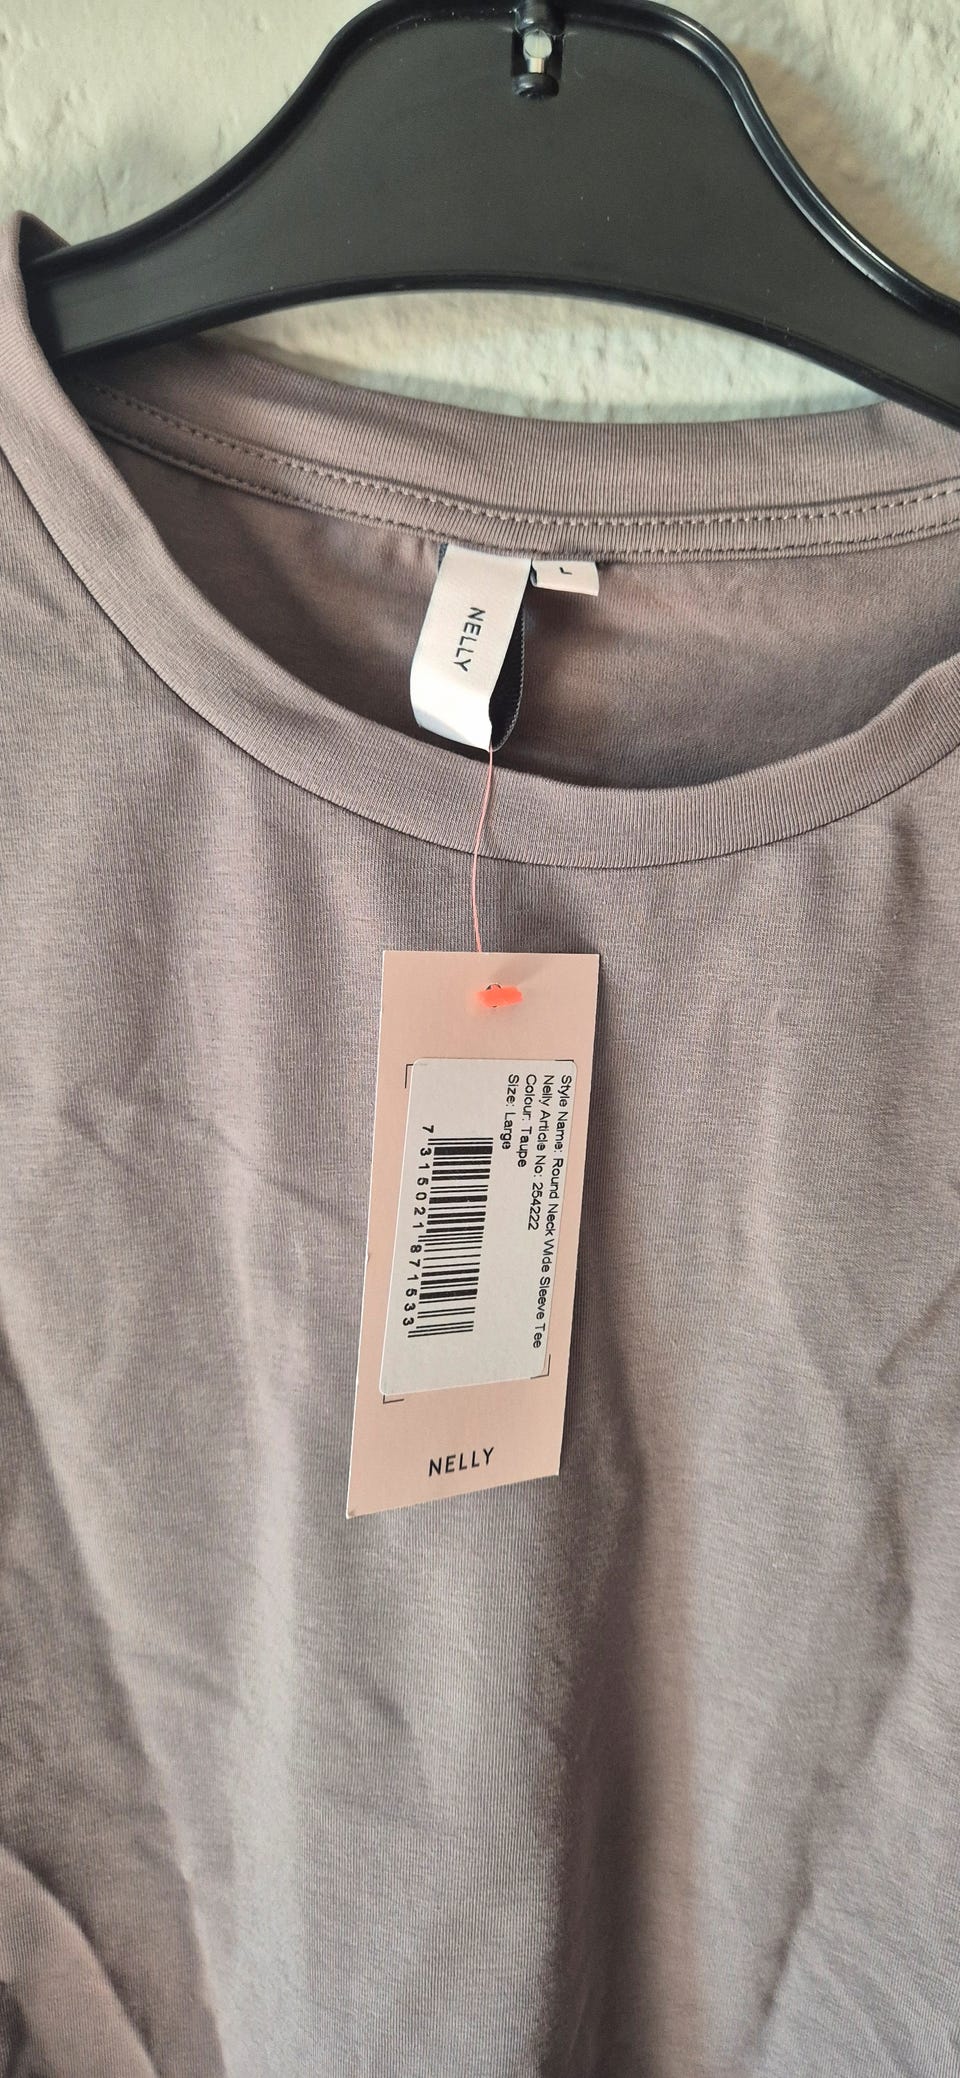 NELLY
L
Style Name: Round Neck Wide Sleeve Tee
Nelly Article No: 254222
Colour: Taupe
Size: Large
7 315021 871533
NELLY